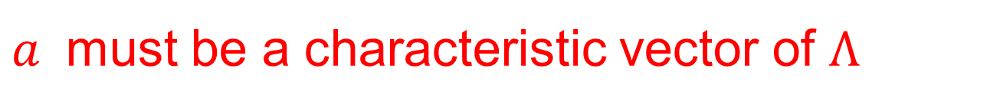 𝑎 must be a characteristic vector of Λ